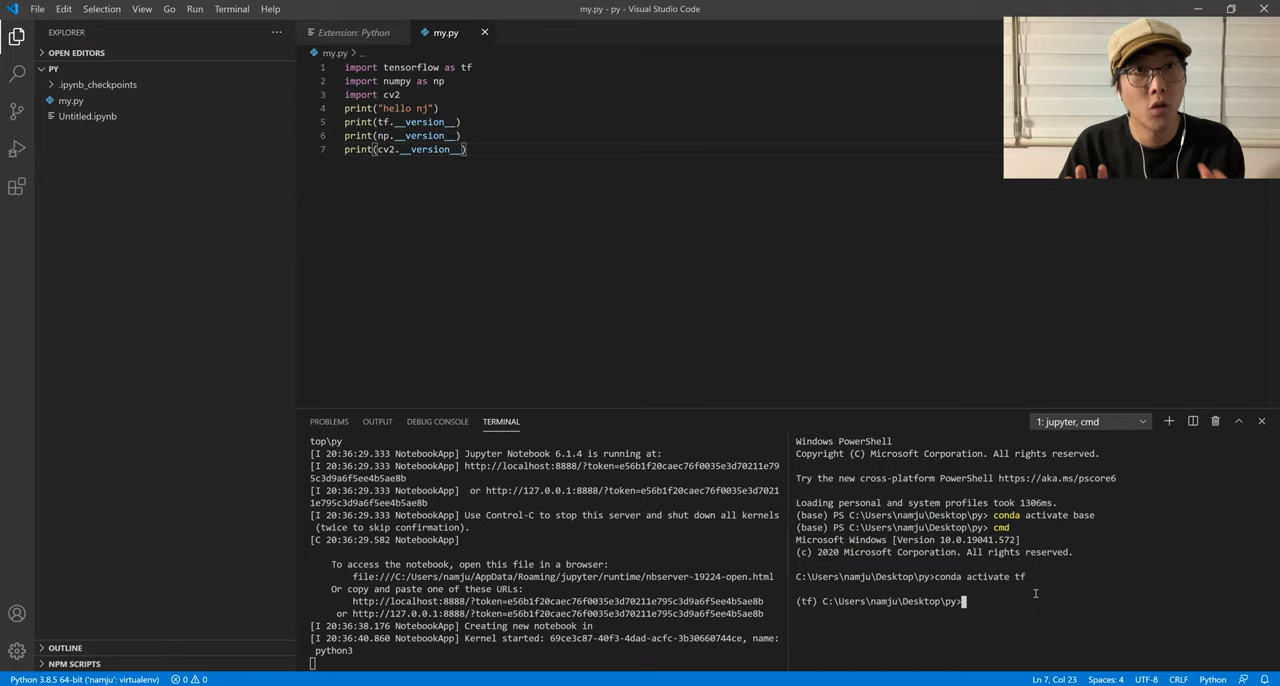 File Edit Selection View Go Run Terminal Help
my.py - py - Visual Studio Code
EXPLORER
OPEN EDITORS
PY
.ipynb_checkpoints
my.py
Untitled.ipynb
OUTLINE
NPM SCRIPTS
Extension: Python
my.py
my.py > ...
1 import tensorflow as tf
2 import numpy as np
3 import cv2
4 print("hello nj")
5 print(tf.__version__)
6 print(np.__version__)
7 print(cv2.__version__)
PROBLEMS OUTPUT DEBUG CONSOLE TERMINAL
1: jupyter, cmd
top\py
[I 20:36:29.333 NotebookApp] Jupyter Notebook 6.1.4 is running at:
[I 20:36:29.333 NotebookApp] http://localhost:8888/?token=e56b1f20caec76f0035e3d70211e79
5c3d9a6f5ee4b5ae8b
[I 20:36:29.333 NotebookApp]  or http://127.0.0.1:8888/?token=e56b1f20caec76f0035e3d7021
1e795c3d9a6f5ee4b5ae8b
[I 20:36:29.333 NotebookApp] Use Control-C to stop this server and shut down all kernels
(twice to skip confirmation).
[C 20:36:29.582 NotebookApp]
To access the notebook, open this file in a browser:
file:///C:/Users/namju/AppData/Roaming/jupyter/runtime/nbserver-19224-open.html
Or copy and paste one of these URLs:
http://localhost:8888/?token=e56b1f20caec76f0035e3d70211e795c3d9a6f5ee4b5ae8b
or http://127.0.0.1:8888/?token=e56b1f20caec76f0035e3d70211e795c3d9a6f5ee4b5ae8b
[I 20:36:38.176 NotebookApp] Creating new notebook in
[I 20:36:40.860 NotebookApp] Kernel started: 69ce3c87-40f3-4dad-acfc-3b30660744ce, name:
python3
Windows PowerShell
Copyright (C) Microsoft Corporation. All rights reserved.
Try the new cross-platform PowerShell https://aka.ms/pscore6
Loading personal and system profiles took 1306ms.
(base) PS C:\Users\namju\Desktop\py> conda activate base
(base) PS C:\Users\namju\Desktop\py> cmd
Microsoft Windows [Version 10.0.19041.572]
(c) 2020 Microsoft Corporation. All rights reserved.
C:\Users\namju\Desktop\py>conda activate tf
(tf) C:\Users\namju\Desktop\py>
Python 3.8.5 64-bit ('namju': virtualenv) 0 0
Ln 7, Col 23 Spaces: 4 UTF-8 CRLF Python